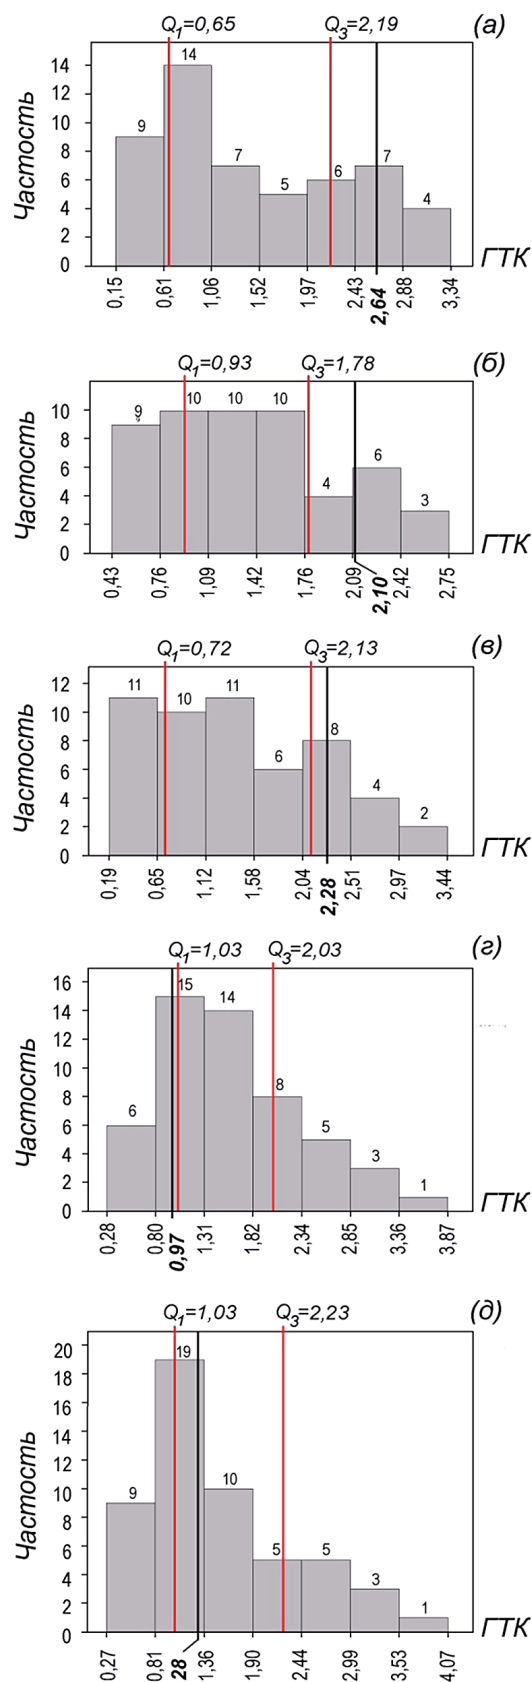 Q1=0,65 Q3=2,19 (а)
Частость
14
12
10
8
6
4
2
0
9 14 7 5 6 7 4
0,15 0,61 1,06 1,52 1,97 2,43 2,64 2,88 3,34
ГТК
Q1=0,93 Q3=1,78 (б)
Частость
10
8
6
4
2
0
9 10 10 10 4 6 3
0,43 0,76 1,09 1,42 1,76 2,09 2,10 2,42 2,75
ГТК
Q1=0,72 Q3=2,13 (в)
Частость
12
10
8
6
4
2
0
11 10 11 6 8 4 2
0,19 0,65 1,12 1,58 2,04 2,28 2,51 2,97 3,44
ГТК
Q1=1,03 Q3=2,03 (г)
Частость
16
14
12
10
8
6
4
2
0
6 15 14 8 5 3 1
0,28 0,80 0,97 1,31 1,82 2,34 2,85 3,36 3,87
ГТК
Q1=1,03 Q3=2,23 (д)
Частость
20
18
16
14
12
10
8
6
4
2
0
9 19 10 5 5 3 1
0,27 0,81 28 1,36 1,90 2,44 2,99 3,53 4,07
ГТК